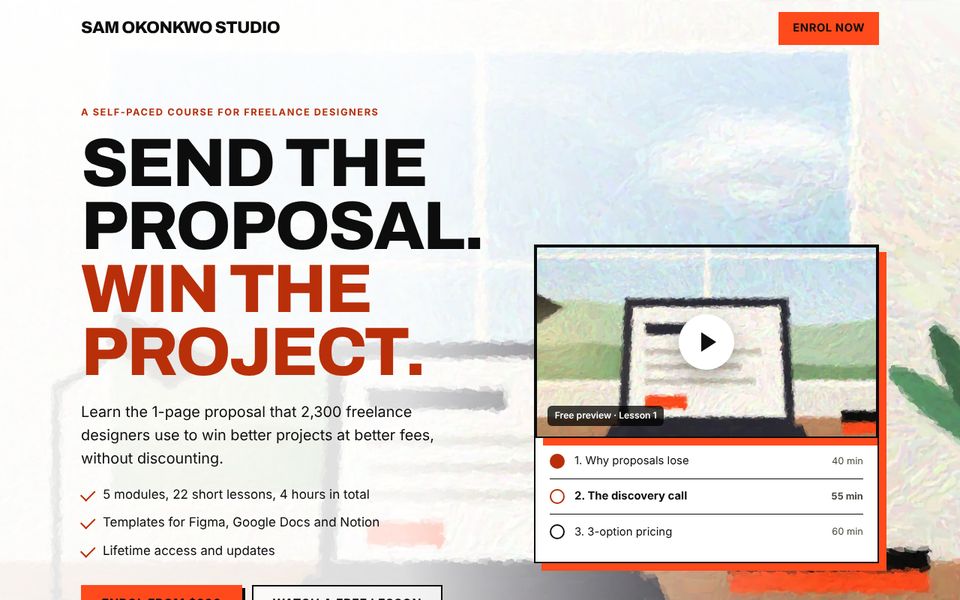 SAM OKONKWO STUDIO
ENROL NOW
A SELF-PACED COURSE FOR FREELANCE DESIGNERS
SEND THE
PROPOSAL.
WIN THE
PROJECT.
Learn the 1-page proposal that 2,300 freelance
designers use to win better projects at better fees,
without discounting.
5 modules, 22 short lessons, 4 hours in total
Templates for Figma, Google Docs and Notion
Lifetime access and updates
Free preview · Lesson 1
1. Why proposals lose 40 min
2. The discovery call 55 min
3. 3-option pricing 60 min